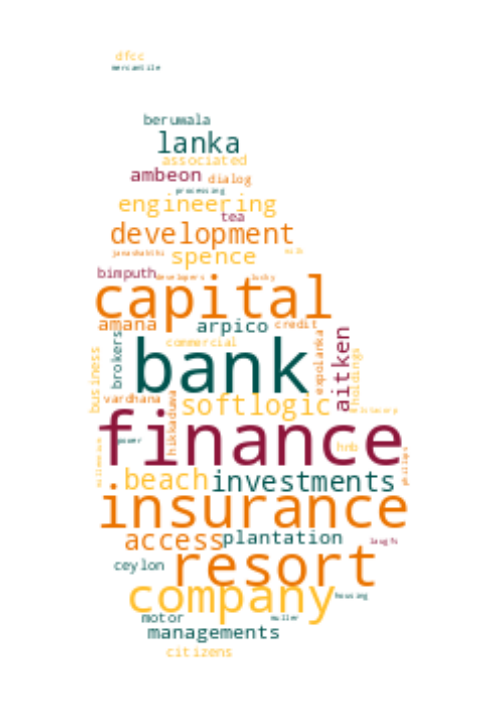 dfcc
mercantile
beruwala
lanka
associated
ambeon dialog
processing
engineering
tea
development
janashakthi
spence
bimputh developers lucky
capital
amana arpico credit
brokers
commercial
expolanka
aitken
business
bank
holdings
vardhana
hikkaduwa
softlogic
finance
power
hnb
millennium
phillips
beach investments
insurance
access plantation
laugfs
ceylon resort
company housing
motor muller
managements
citizens